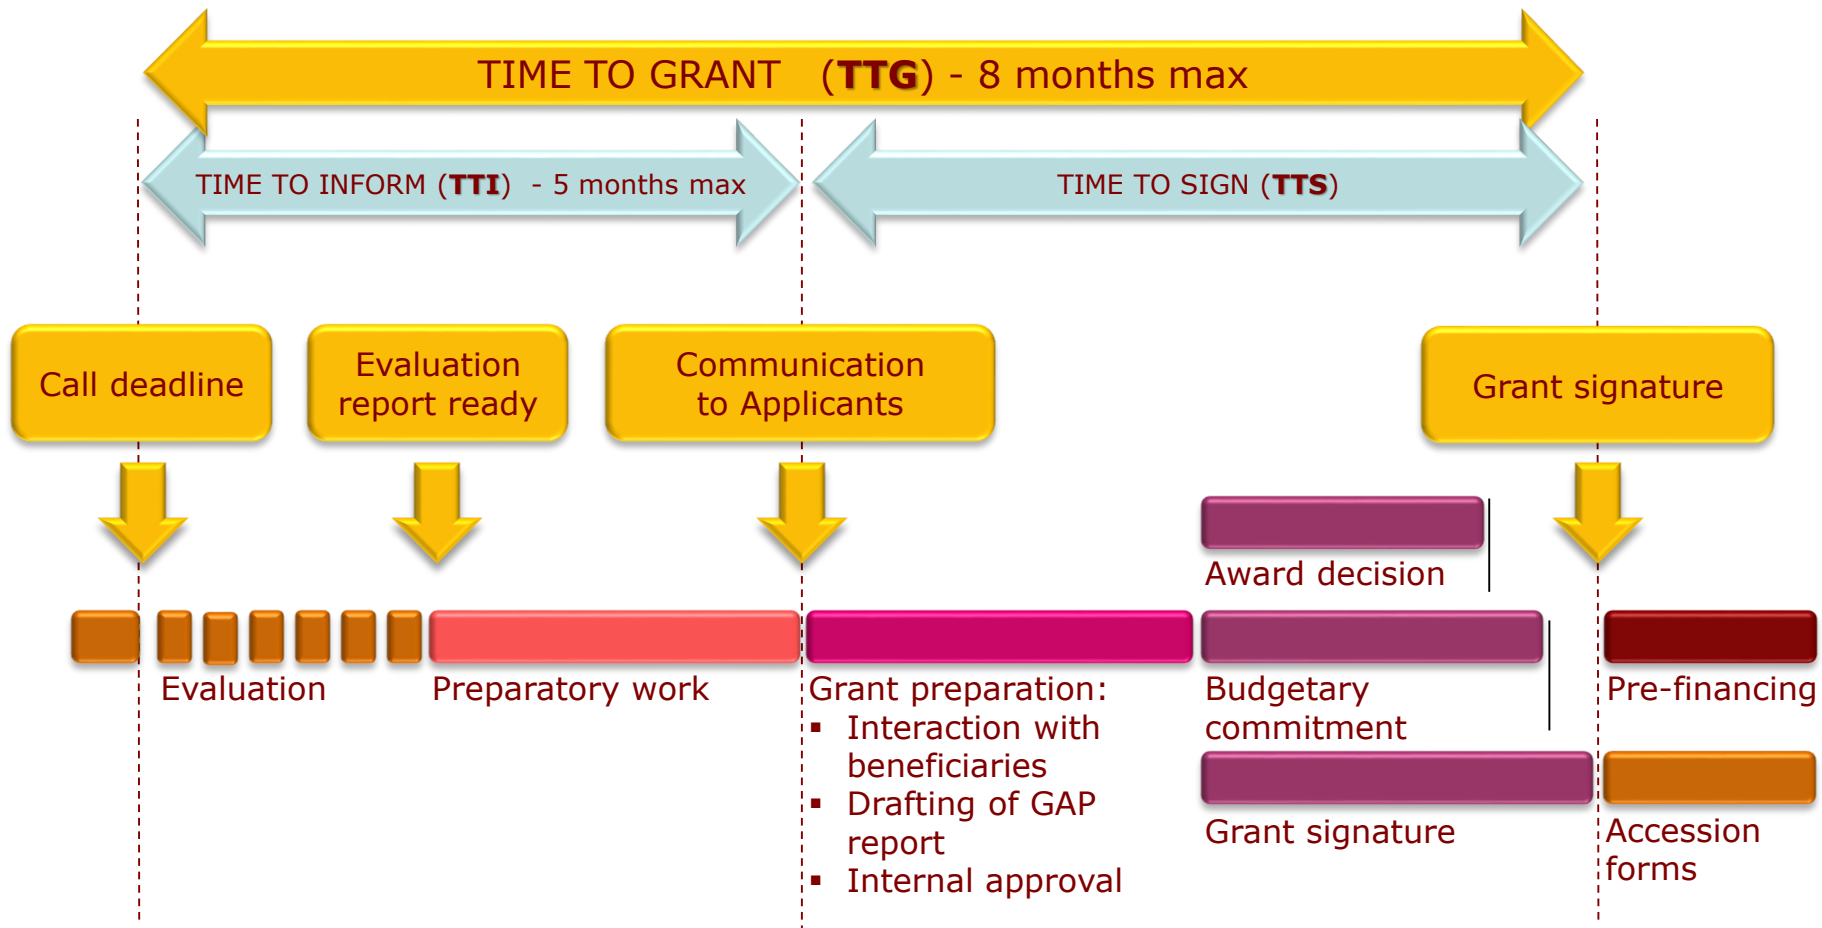 TIME TO GRANT (TTG) - 8 months max
TIME TO INFORM (TTI) - 5 months max
TIME TO SIGN (TTS)
Call deadline
Evaluation
report ready
Communication
to Applicants
Grant signature
Award decision
Evaluation
Preparatory work
Grant preparation:
▪ Interaction with
beneficiaries
▪ Drafting of GAP
report
▪ Internal approval
Budgetary
commitment
Grant signature
Pre-financing
Accession
forms